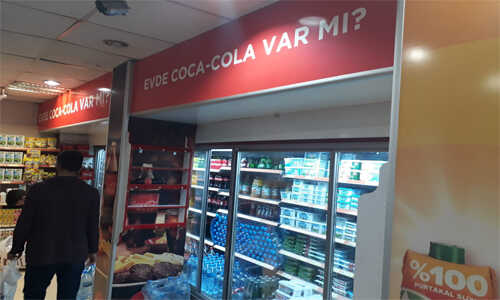 EVDE COCA-COLA VAR MI?
EVDE COCA-COLA VAR MI?
%100
PORTAKAL SUYU